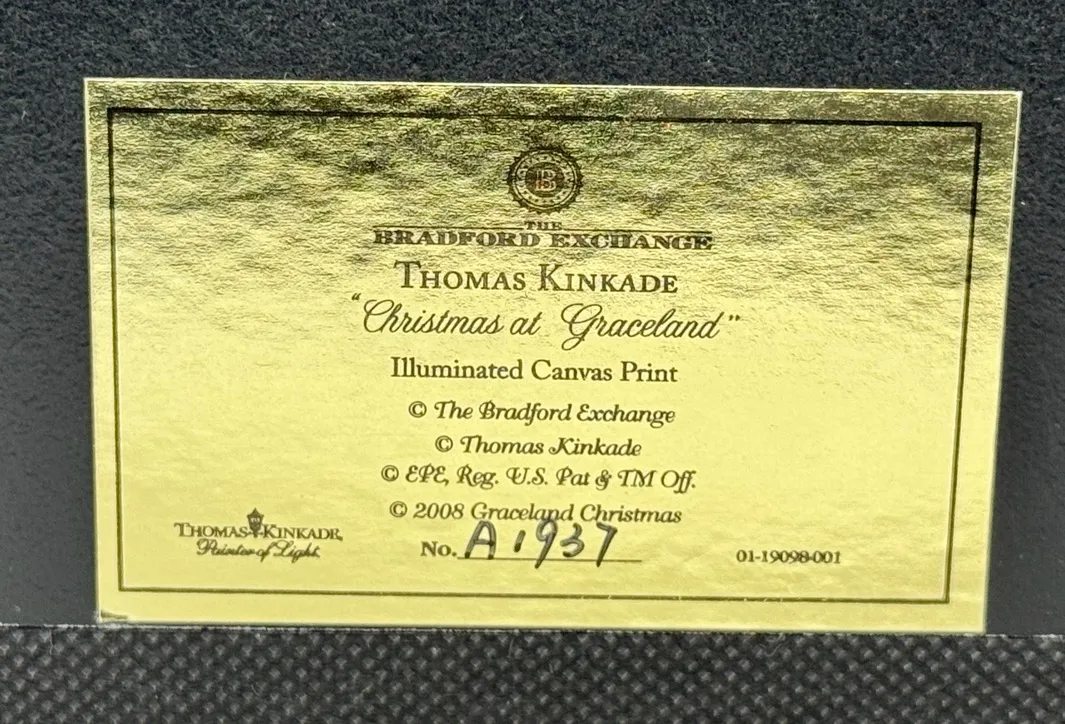 B
THE
BRADFORD EXCHANGE
THOMAS KINKADE
"Christmas at Graceland"
Illuminated Canvas Print
© The Bradford Exchange
© Thomas Kinkade
© EPE, Reg. U.S. Pat & TM Off.
© 2008 Graceland Christmas
THOMAS KINKADE
Painter of Light
No. A1937
01-19098-001